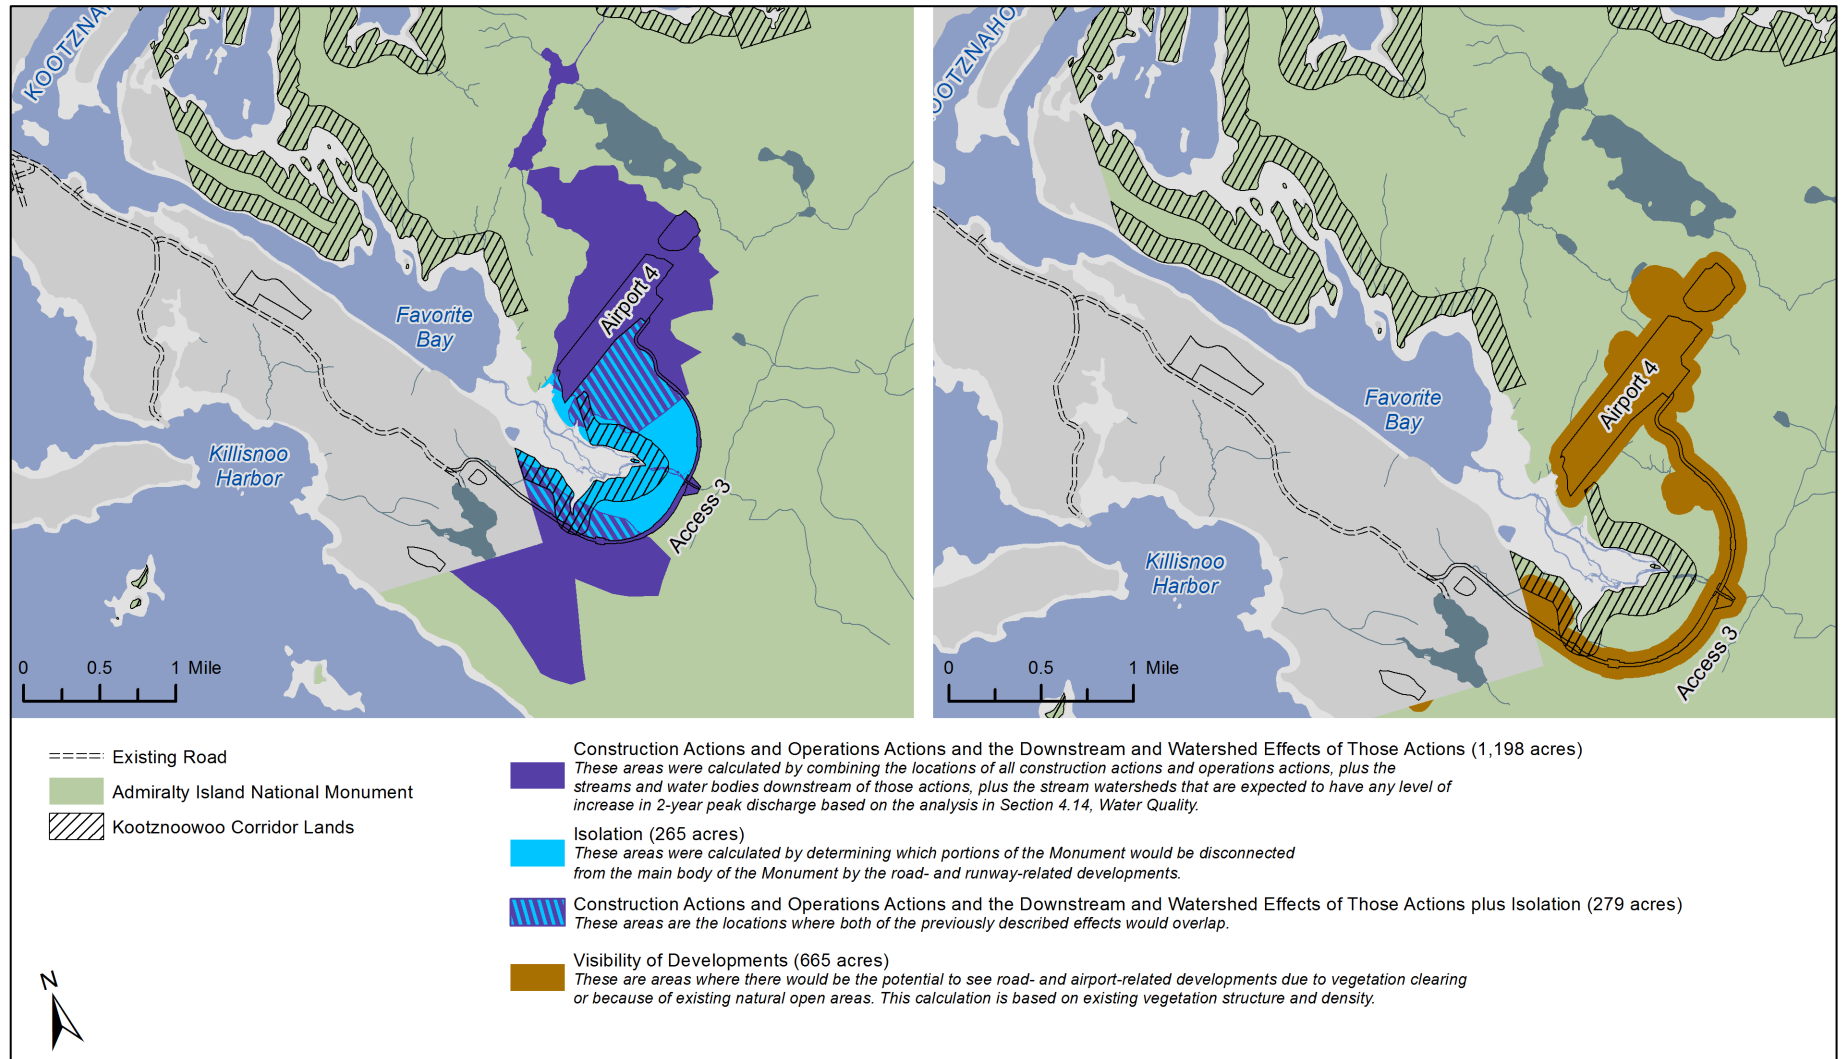 KOOTZNA
Favorite
Bay
Killisnoo
Harbor
Airport 4
Access 3
0 0.5 1 Mile
OOTZNAHO
Favorite
Bay
Killisnoo
Harbor
Airport 4
Access 3
0 0.5 1 Mile
Existing Road
Admiralty Island National Monument
Kootznoowoo Corridor Lands
N
Construction Actions and Operations Actions and the Downstream and Watershed Effects of Those Actions (1,198 acres)
These areas were calculated by combining the locations of all construction actions and operations actions, plus the
streams and water bodies downstream of those actions, plus the stream watersheds that are expected to have any level of
increase in 2-year peak discharge based on the analysis in Section 4.14, Water Quality.
Isolation (265 acres)
These areas were calculated by determining which portions of the Monument would be disconnected
from the main body of the Monument by the road- and runway-related developments.
Construction Actions and Operations Actions and the Downstream and Watershed Effects of Those Actions plus Isolation (279 acres)
These areas are the locations where both of the previously described effects would overlap.
Visibility of Developments (665 acres)
These are areas where there would be the potential to see road- and airport-related developments due to vegetation clearing
or because of existing natural open areas. This calculation is based on existing vegetation structure and density.